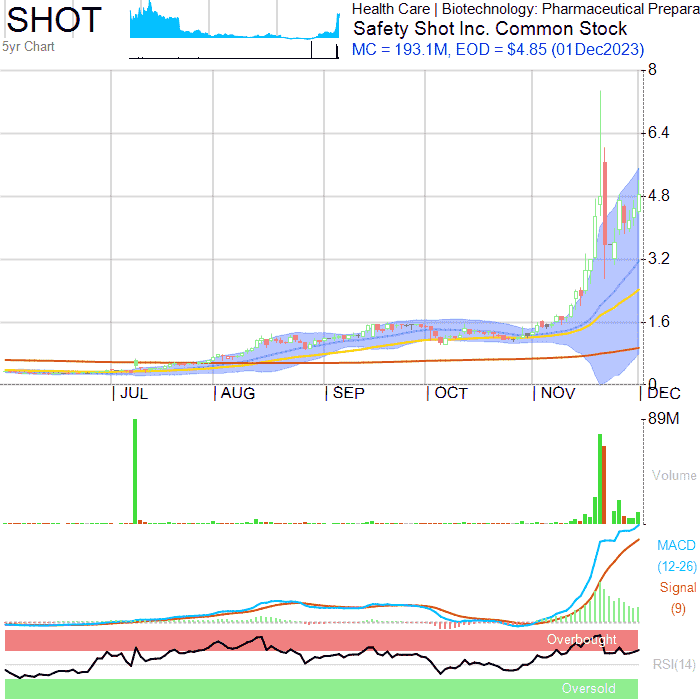 SHOT
5yr Chart
Health Care | Biotechnology: Pharmaceutical Prepara
Safety Shot Inc. Common Stock
MC = 193.1M, EOD = $4.85 (01Dec2023)
8
6.4
4.8
3.2
1.6
0
JUL AUG SEP OCT NOV DEC
89M
Volume
MACD
(12-26)
Signal
(9)
Overbought
RSI(14)
Oversold